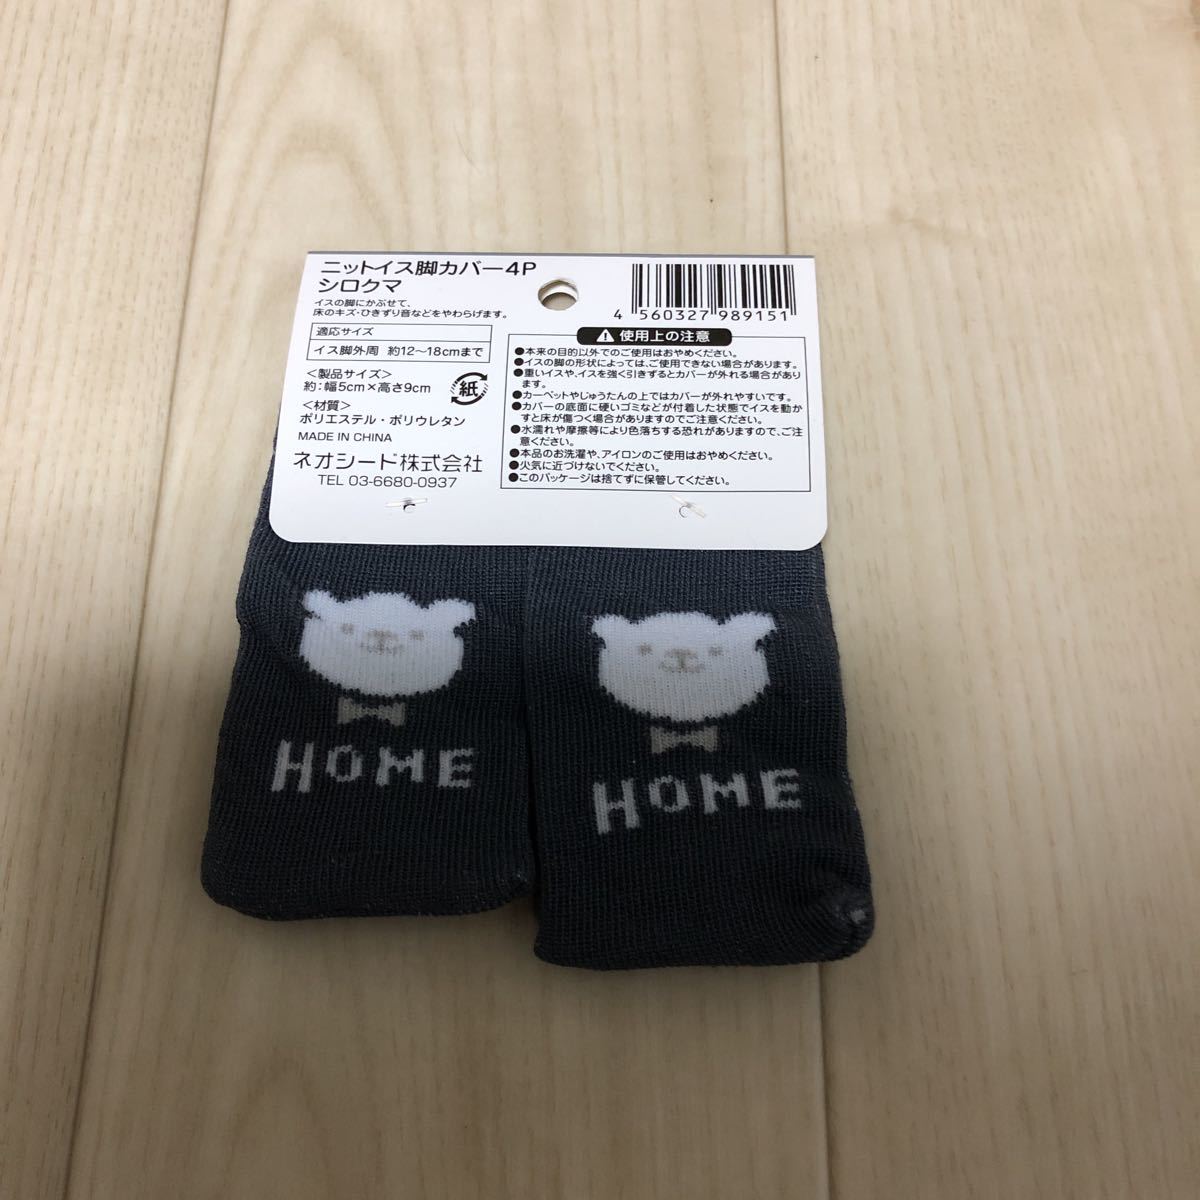 ニットイス脚カバー4P
シロクマ
イスの脚にかぶせて、
床のキズ・ひきずり音などをやわらげます。
適応サイズ
イス脚外周 約12〜18cmまで
＜製品サイズ＞
約：幅5cm×高さ9cm
紙
＜材質＞
ポリエステル・ポリウレタン
MADE IN CHINA
ネオシード株式会社
TEL 03-6680-0937
4 560327 989151
使用上の注意
●本来の目的以外でのご使用はおやめください。
●イスの脚の形状によっては、ご使用できない場合があります。
●重いイスや、イスを強く引きずるとカバーが外れる場合があり
ます。
●カーペットやじゅうたんの上ではカバーが外れやすいです。
●カバーの底面に硬いゴミなどが付着した状態でイスを動か
すと床が傷つく場合がありますのでご注意ください。
●水濡れや摩擦等により色落ちする恐れがありますので、ご注
意ください。
●本品のお洗濯や、アイロンのご使用はおやめください。
●火気に近づけないでください。
●このパッケージは捨てずに保管してください。
HOME
HOME